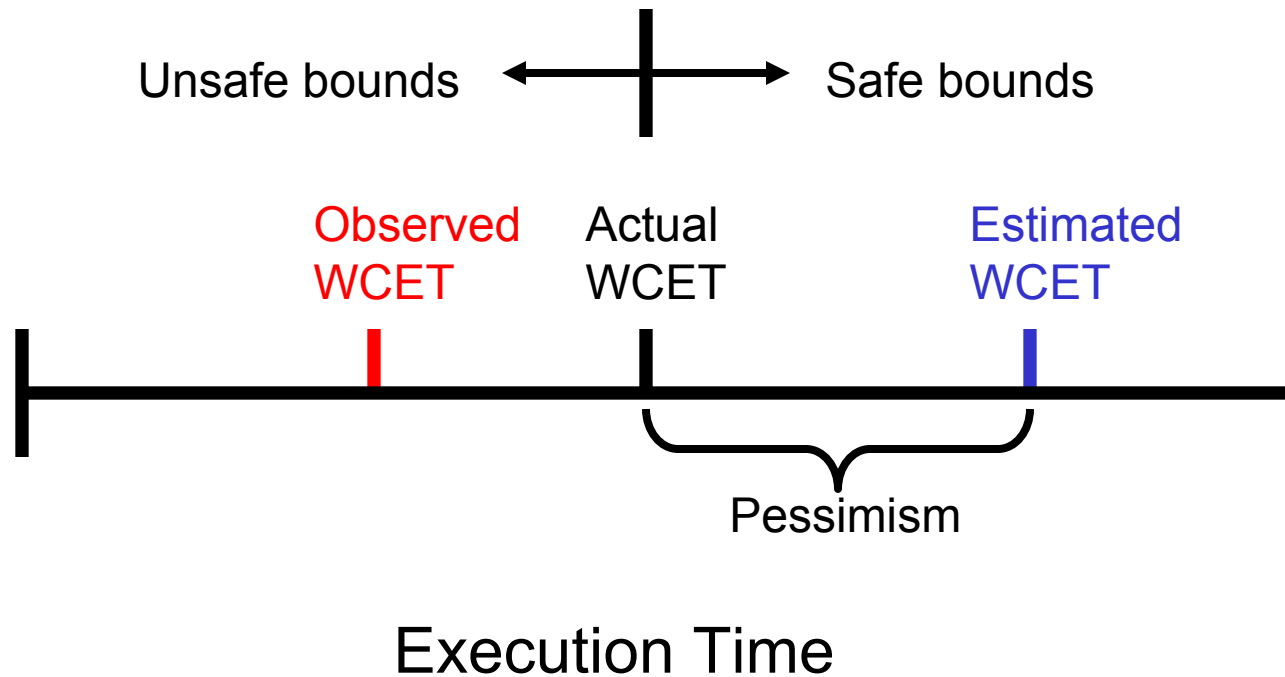 Unsafe bounds
Safe bounds
Observed
WCET
Actual
WCET
Estimated
WCET
Pessimism
Execution Time